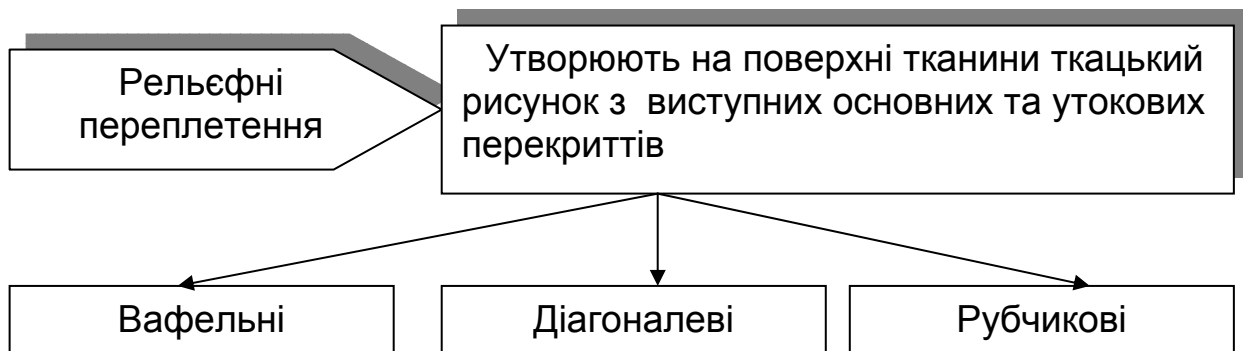 Рельєфні
переплетення
Утворюють на поверхні тканини ткацький
рисунок з виступних основних та утокових
перекриттів
Вафельні
Діагоналеві
Рубчикові